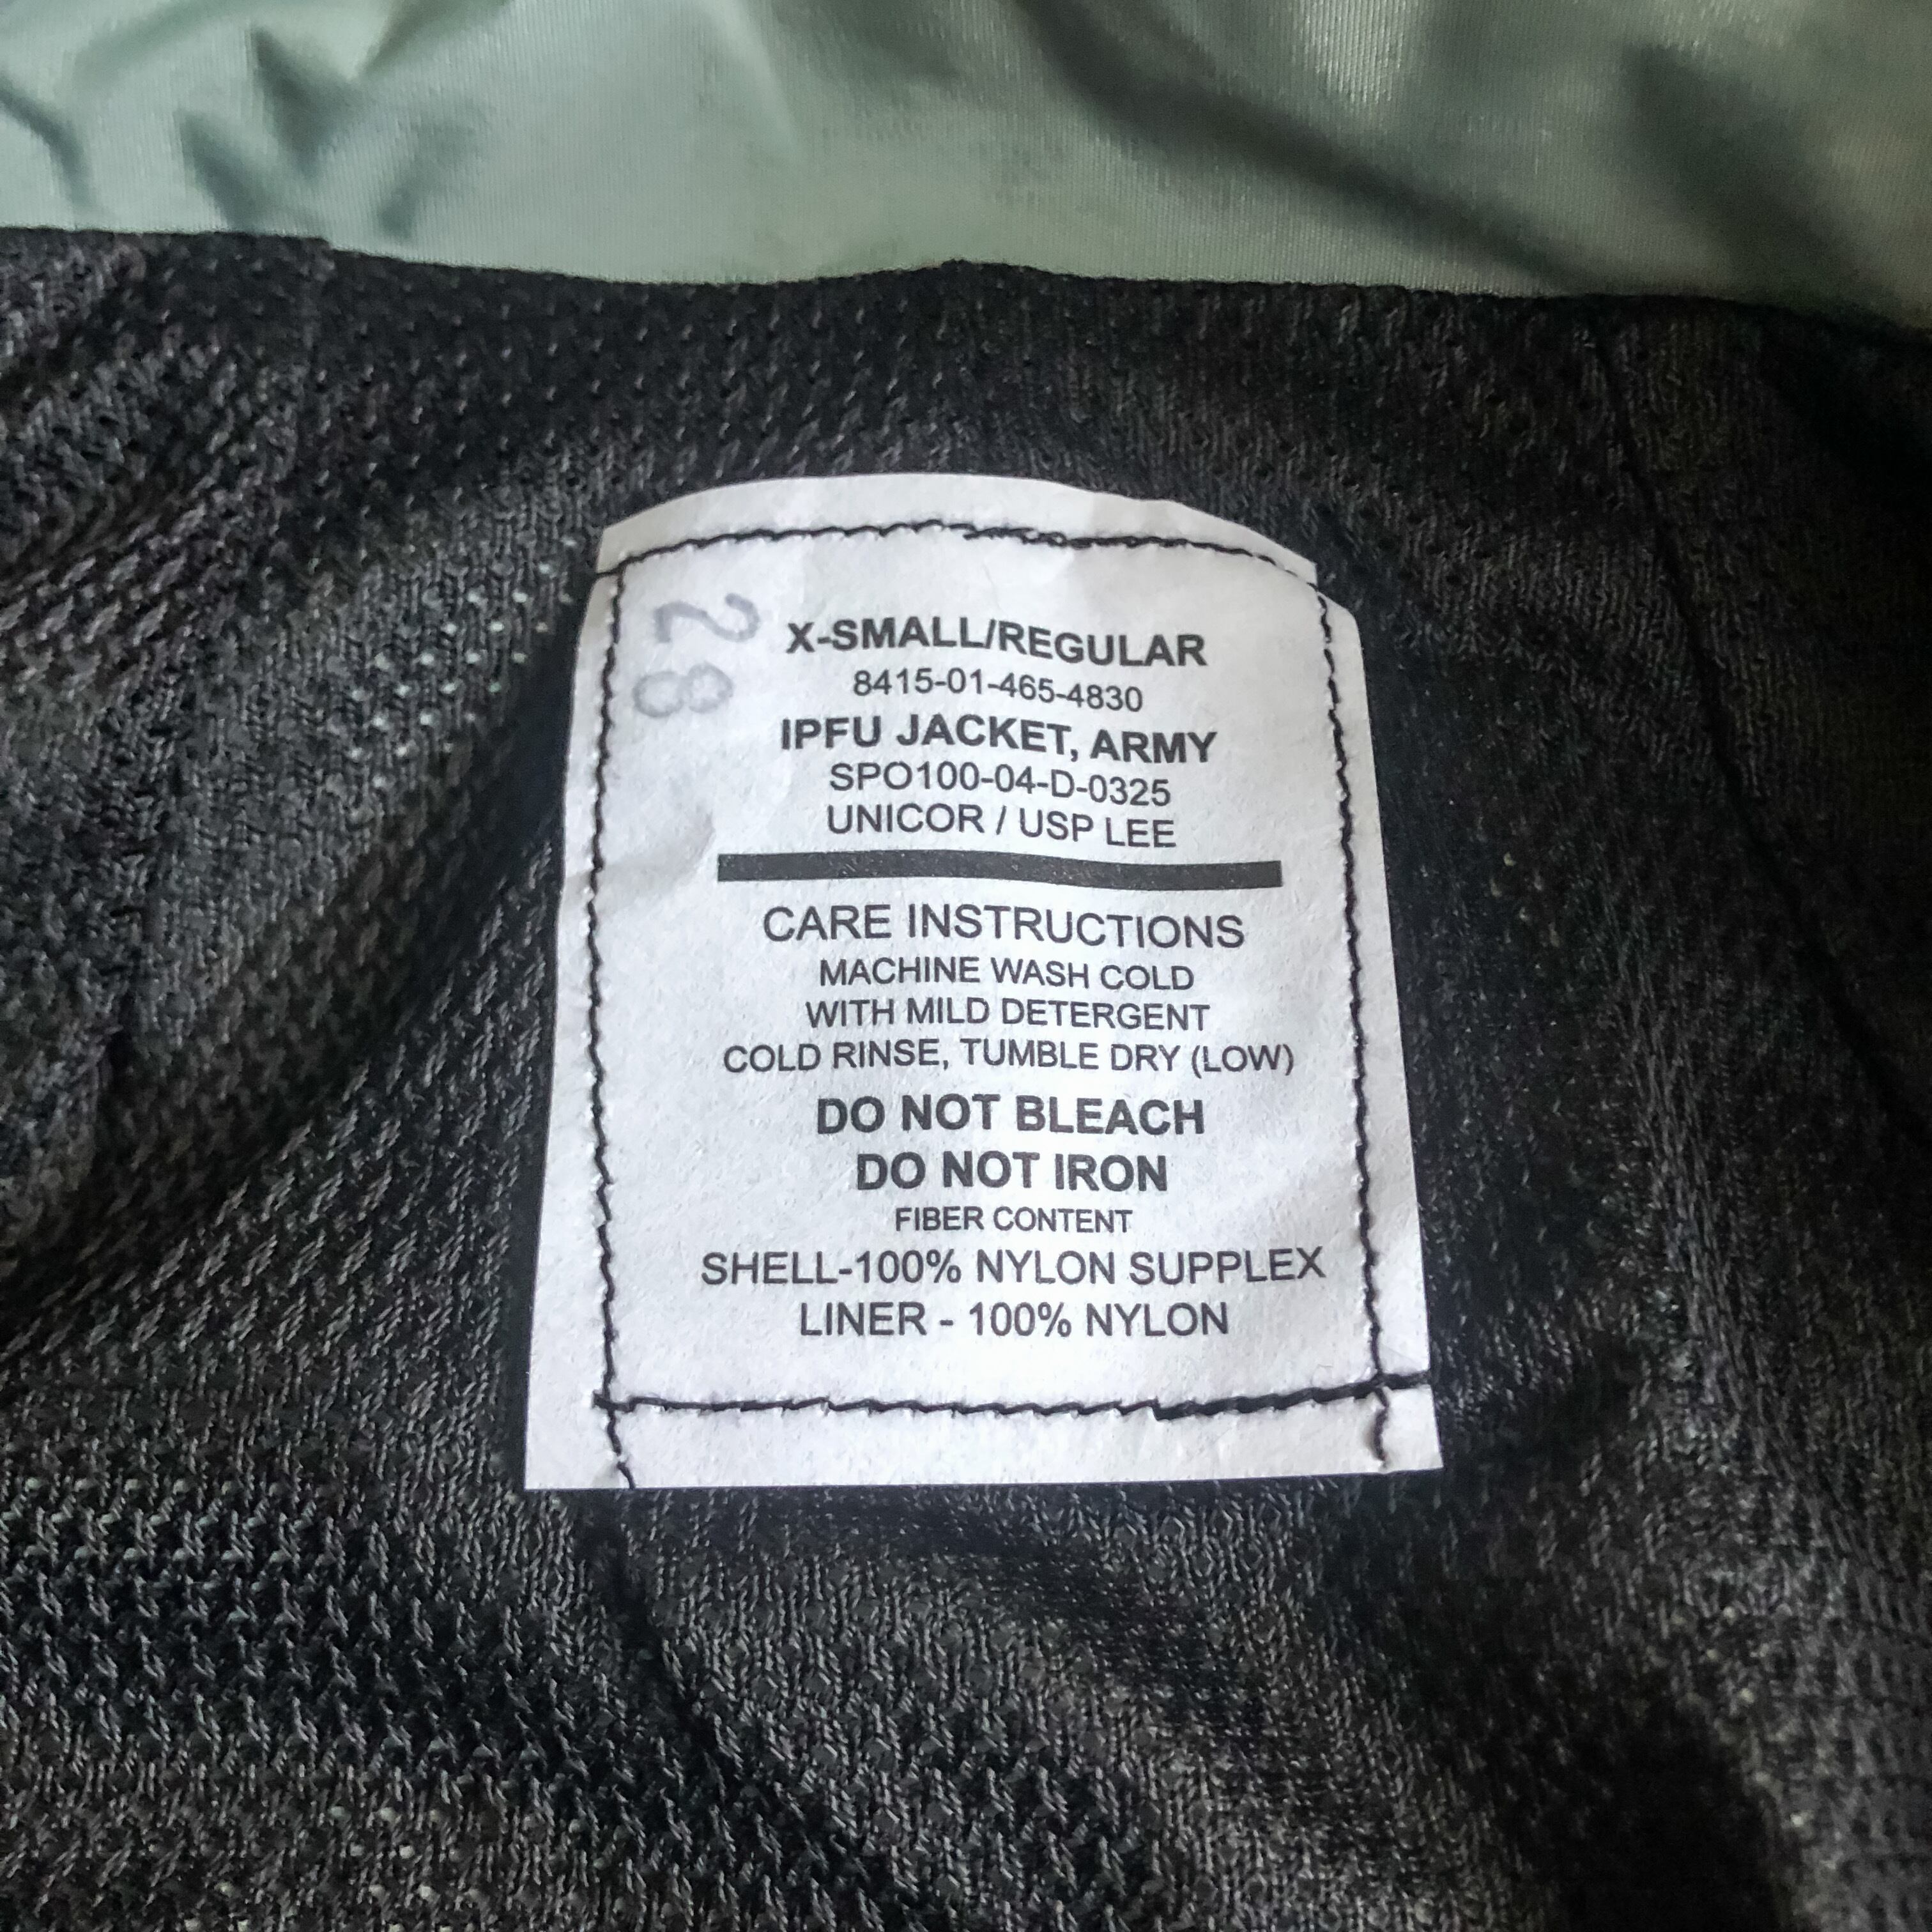 28
X-SMALL/REGULAR
8415-01-465-4830
IPFU JACKET, ARMY
SPO100-04-D-0325
UNICOR / USP LEE
CARE INSTRUCTIONS
MACHINE WASH COLD
WITH MILD DETERGENT
COLD RINSE, TUMBLE DRY (LOW)
DO NOT BLEACH
DO NOT IRON
FIBER CONTENT
SHELL-100% NYLON SUPPLEX
LINER - 100% NYLON